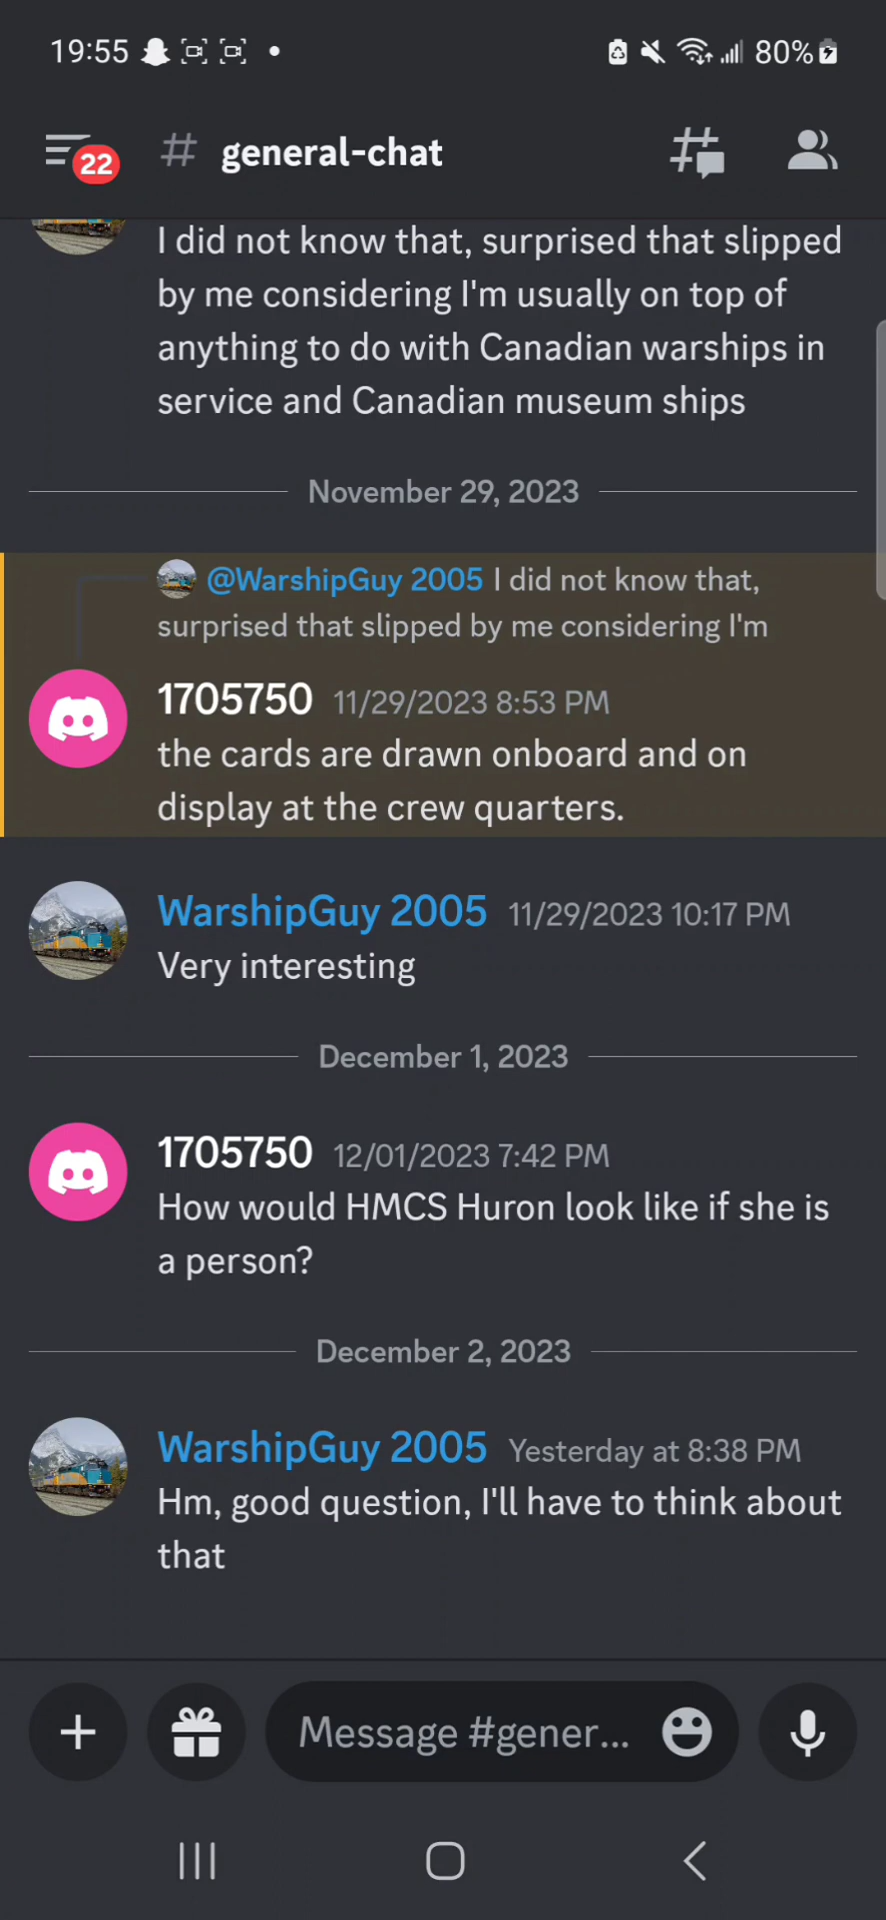 19:55
80%
22
# general-chat
I did not know that, surprised that slipped
by me considering I'm usually on top of
anything to do with Canadian warships in
service and Canadian museum ships
November 29, 2023
@WarshipGuy 2005 I did not know that,
surprised that slipped by me considering I'm
1705750 11/29/2023 8:53 PM
the cards are drawn onboard and on
display at the crew quarters.
WarshipGuy 2005 11/29/2023 10:17 PM
Very interesting
December 1, 2023
1705750 12/01/2023 7:42 PM
How would HMCS Huron look like if she is
a person?
December 2, 2023
WarshipGuy 2005 Yesterday at 8:38 PM
Hm, good question, I'll have to think about
that
Message #gener...